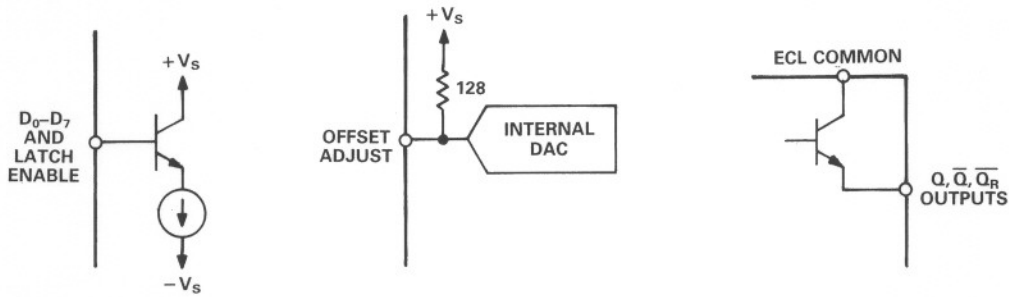 +VS
D0–D7
AND
LATCH
ENABLE
−VS
+VS
128
OFFSET
ADJUST
INTERNAL
DAC
ECL COMMON
Q, Q̅, Q̅R̅
OUTPUTS